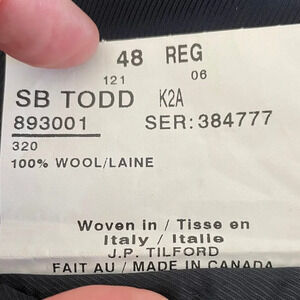 48 REG
121 06
SB TODD K2A
893001 SER: 384777
320
100% WOOL/LAINE
Woven in / Tisse en
Italy / Italie
J.P. TILFORD
FAIT AU / MADE IN CANADA